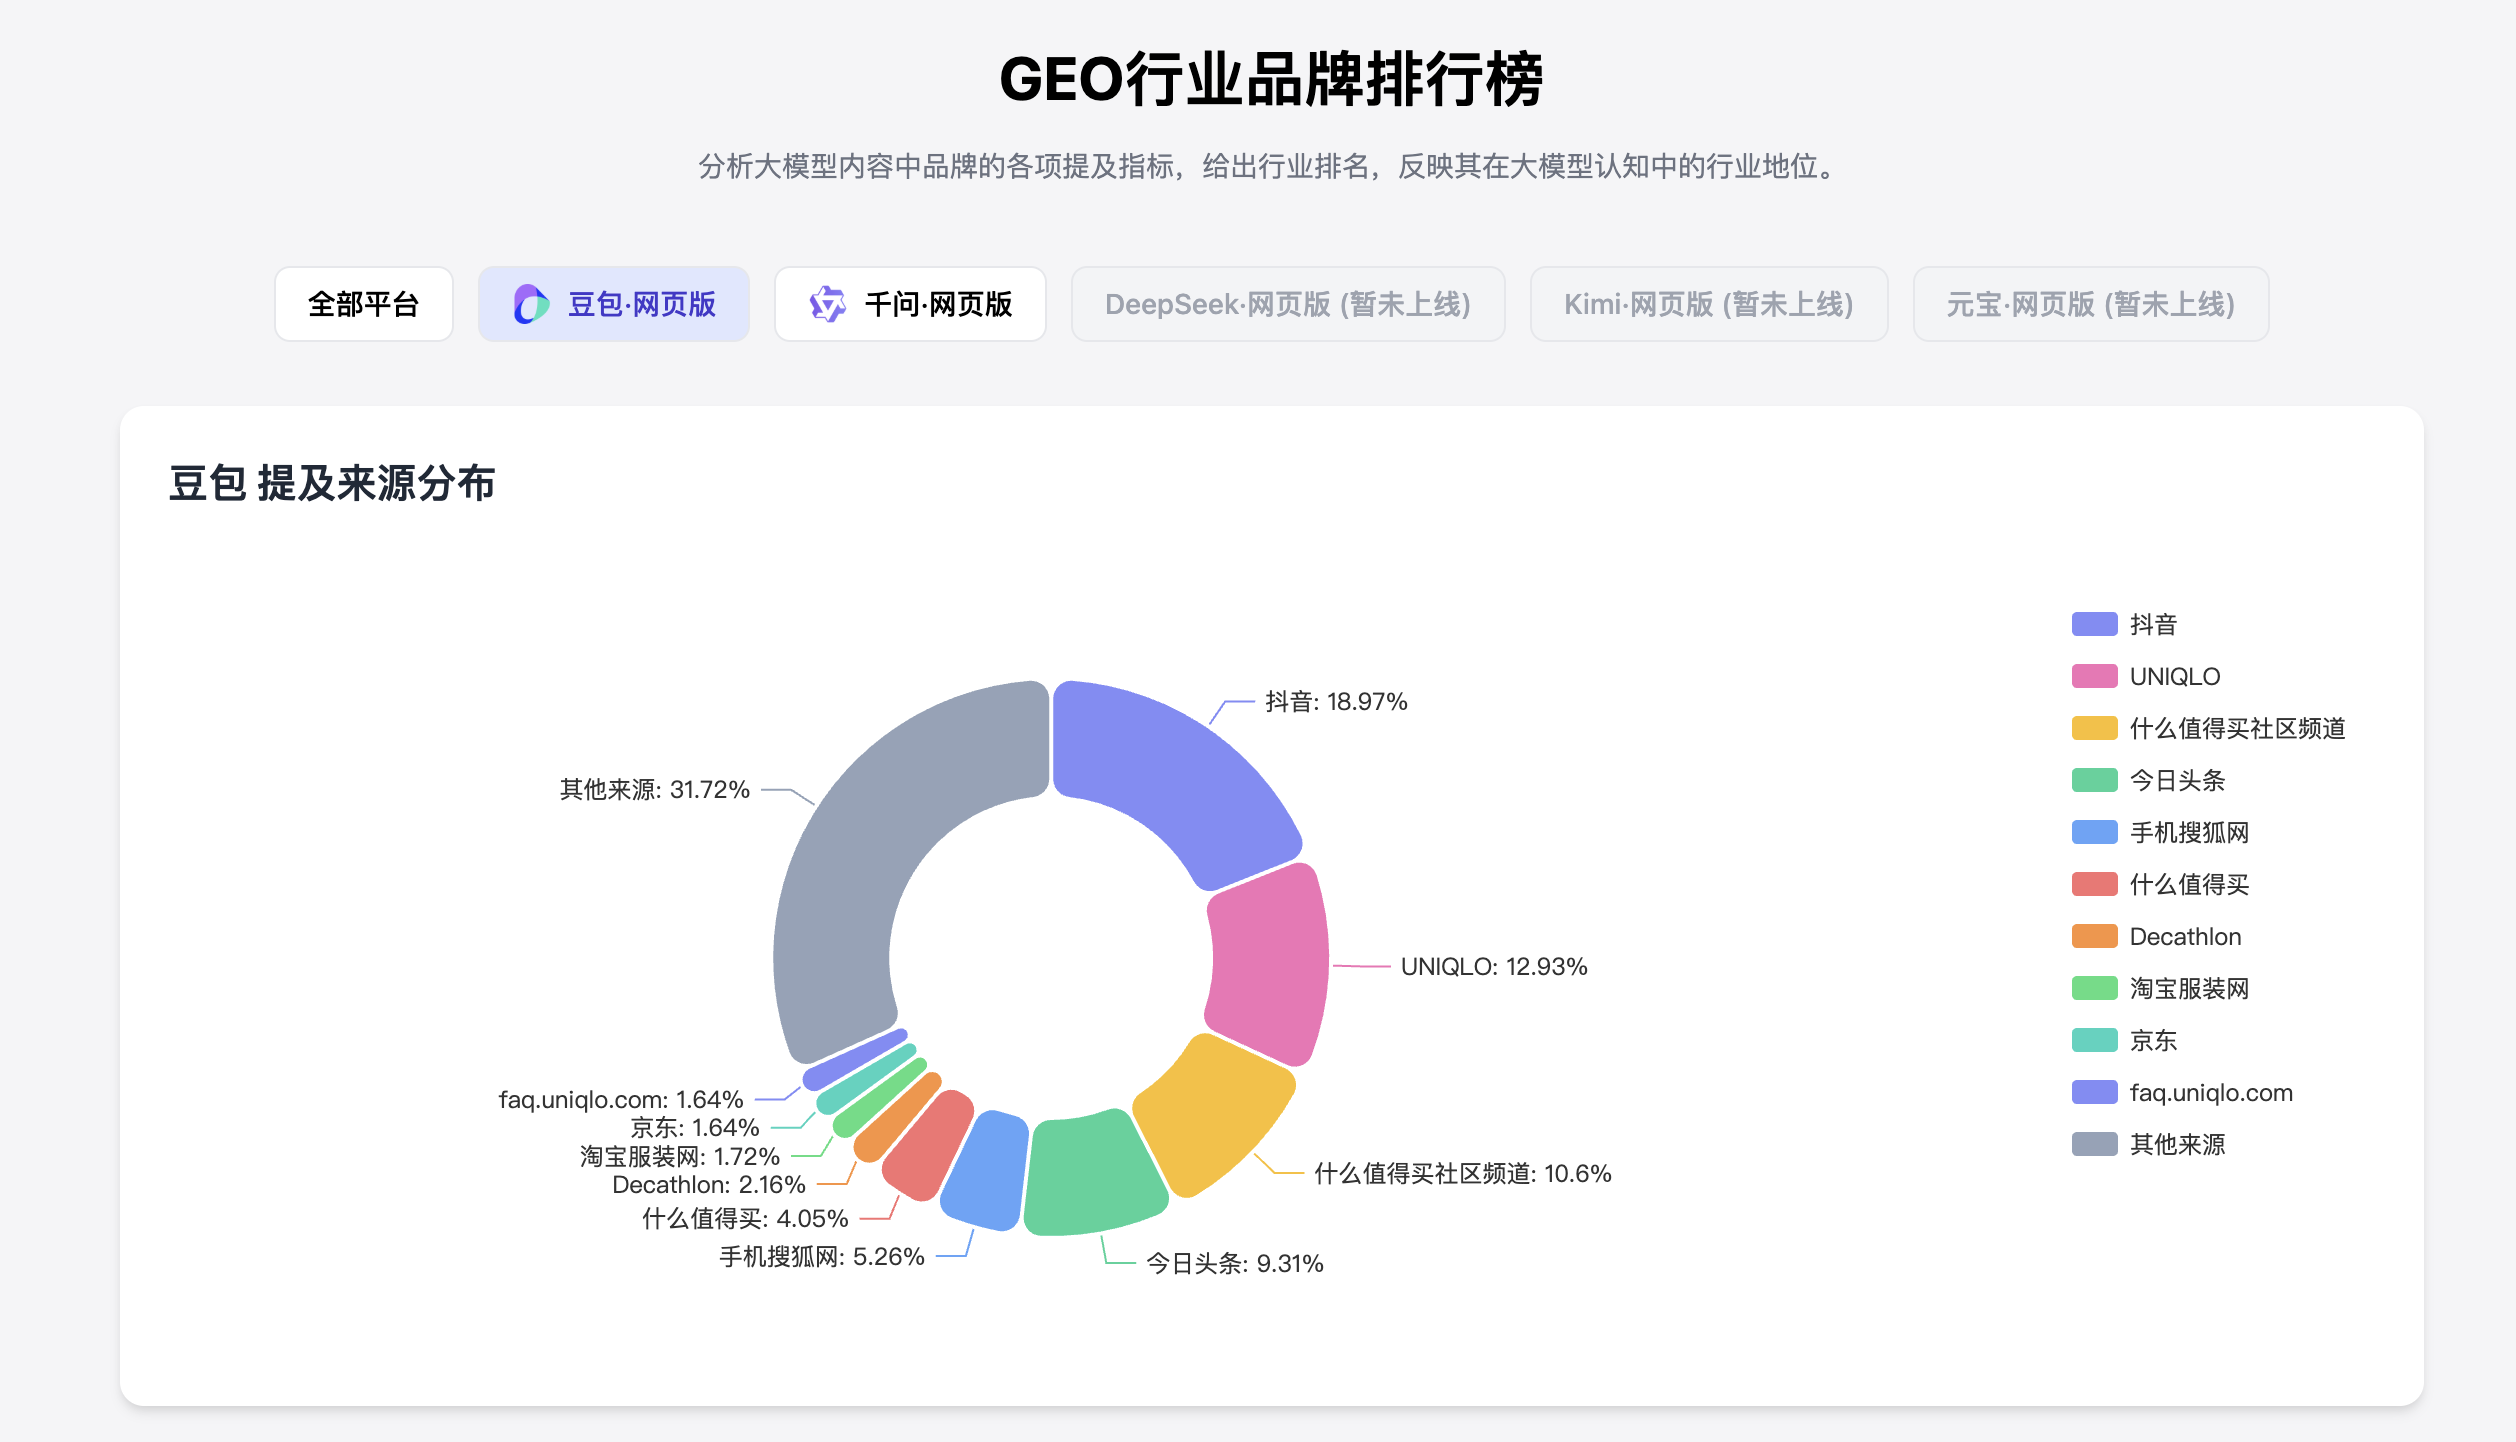 GEO行业品牌排行榜
分析大模型内容中品牌的各项提及指标，给出行业排名，反映其在大模型认知中的行业地位。
全部平台
豆包·网页版
千问·网页版
DeepSeek·网页版 (暂未上线)
Kimi·网页版 (暂未上线)
元宝·网页版 (暂未上线)
豆包 提及来源分布
抖音: 18.97%
UNIQLO: 12.93%
什么值得买社区频道: 10.6%
今日头条: 9.31%
手机搜狐网: 5.26%
什么值得买: 4.05%
Decathlon: 2.16%
淘宝服装网: 1.72%
京东: 1.64%
faq.uniqlo.com: 1.64%
其他来源: 31.72%
抖音
UNIQLO
什么值得买社区频道
今日头条
手机搜狐网
什么值得买
Decathlon
淘宝服装网
京东
faq.uniqlo.com
其他来源